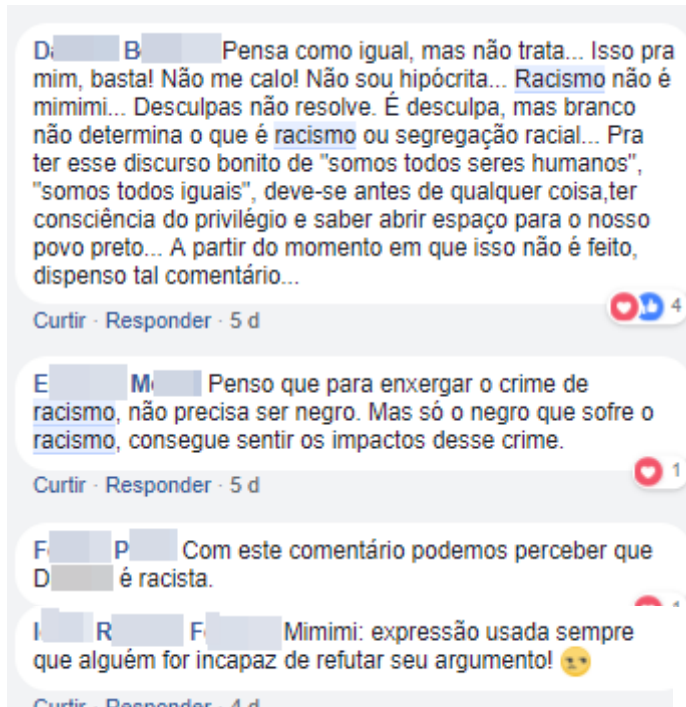 D B Pensa como igual, mas não trata... Isso pra
mim, basta! Não me calo! Não sou hipócrita... Racismo não é
mimimi... Desculpas não resolve. É desculpa, mas branco
não determina o que é racismo ou segregação racial... Pra
ter esse discurso bonito de "somos todos seres humanos",
"somos todos iguais", deve-se antes de qualquer coisa,ter
consciência do privilégio e saber abrir espaço para o nosso
povo preto... A partir do momento em que isso não é feito,
dispenso tal comentário...
4
Curtir · Responder · 5 d
E M Penso que para enxergar o crime de
racismo, não precisa ser negro. Mas só o negro que sofre o
racismo, consegue sentir os impactos desse crime.
1
Curtir · Responder · 5 d
F P Com este comentário podemos perceber que
D é racista.
1
R F Mimimi: expressão usada sempre
que alguém for incapaz de refutar seu argumento!
Curtir · Responder · 4 d